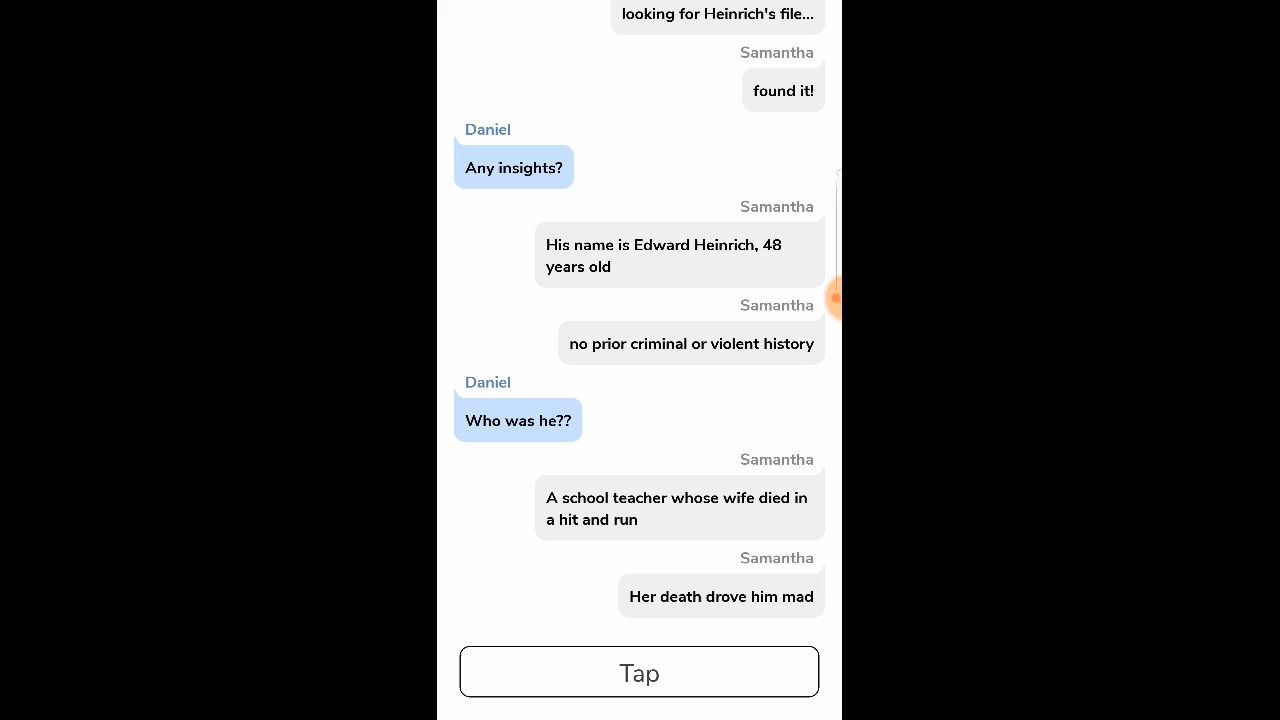 looking for Heinrich's file...
Samantha
found it!
Daniel
Any insights?
Samantha
His name is Edward Heinrich, 48
years old
Samantha
no prior criminal or violent history
Daniel
Who was he??
Samantha
A school teacher whose wife died in
a hit and run
Samantha
Her death drove him mad
Tap